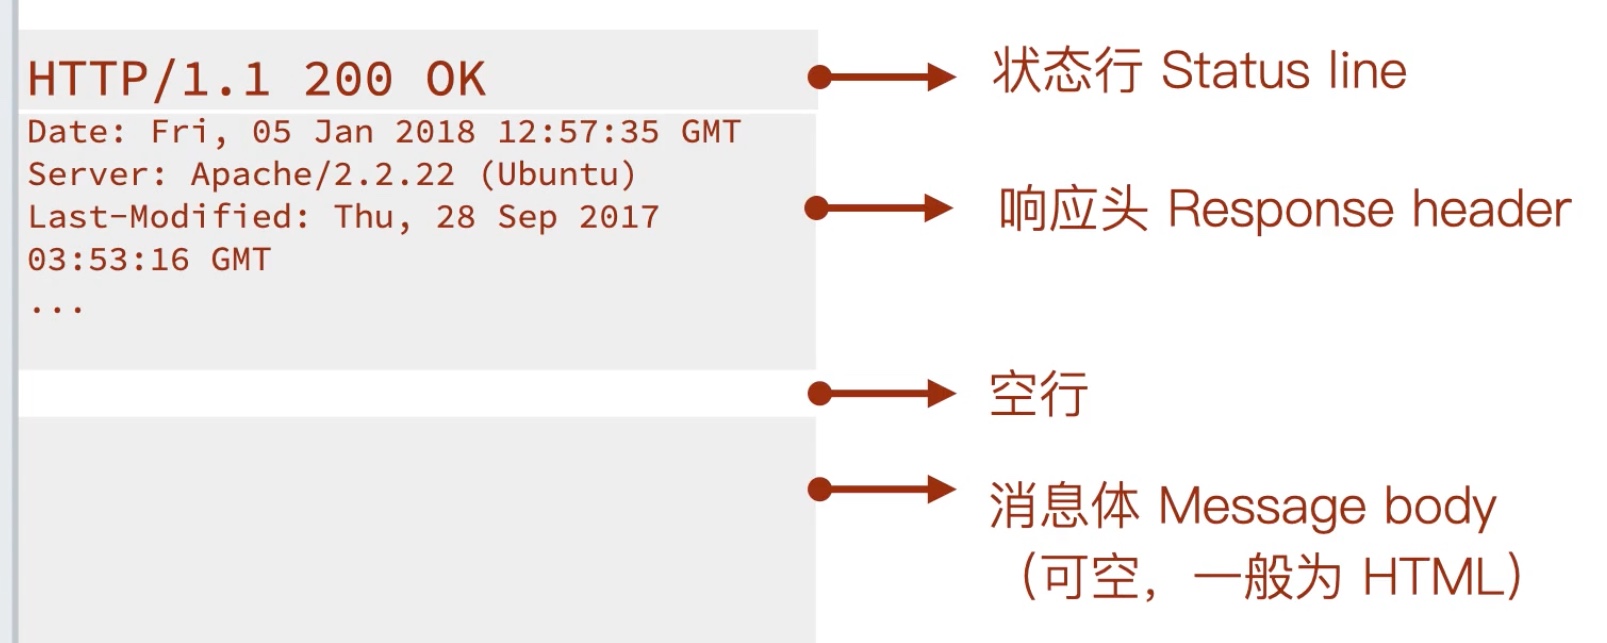 HTTP/1.1 200 OK
状态行 Status line
Date: Fri, 05 Jan 2018 12:57:35 GMT
Server: Apache/2.2.22 (Ubuntu)
Last-Modified: Thu, 28 Sep 2017
03:53:16 GMT
...
响应头 Response header
空行
消息体 Message body
（可空，一般为 HTML）